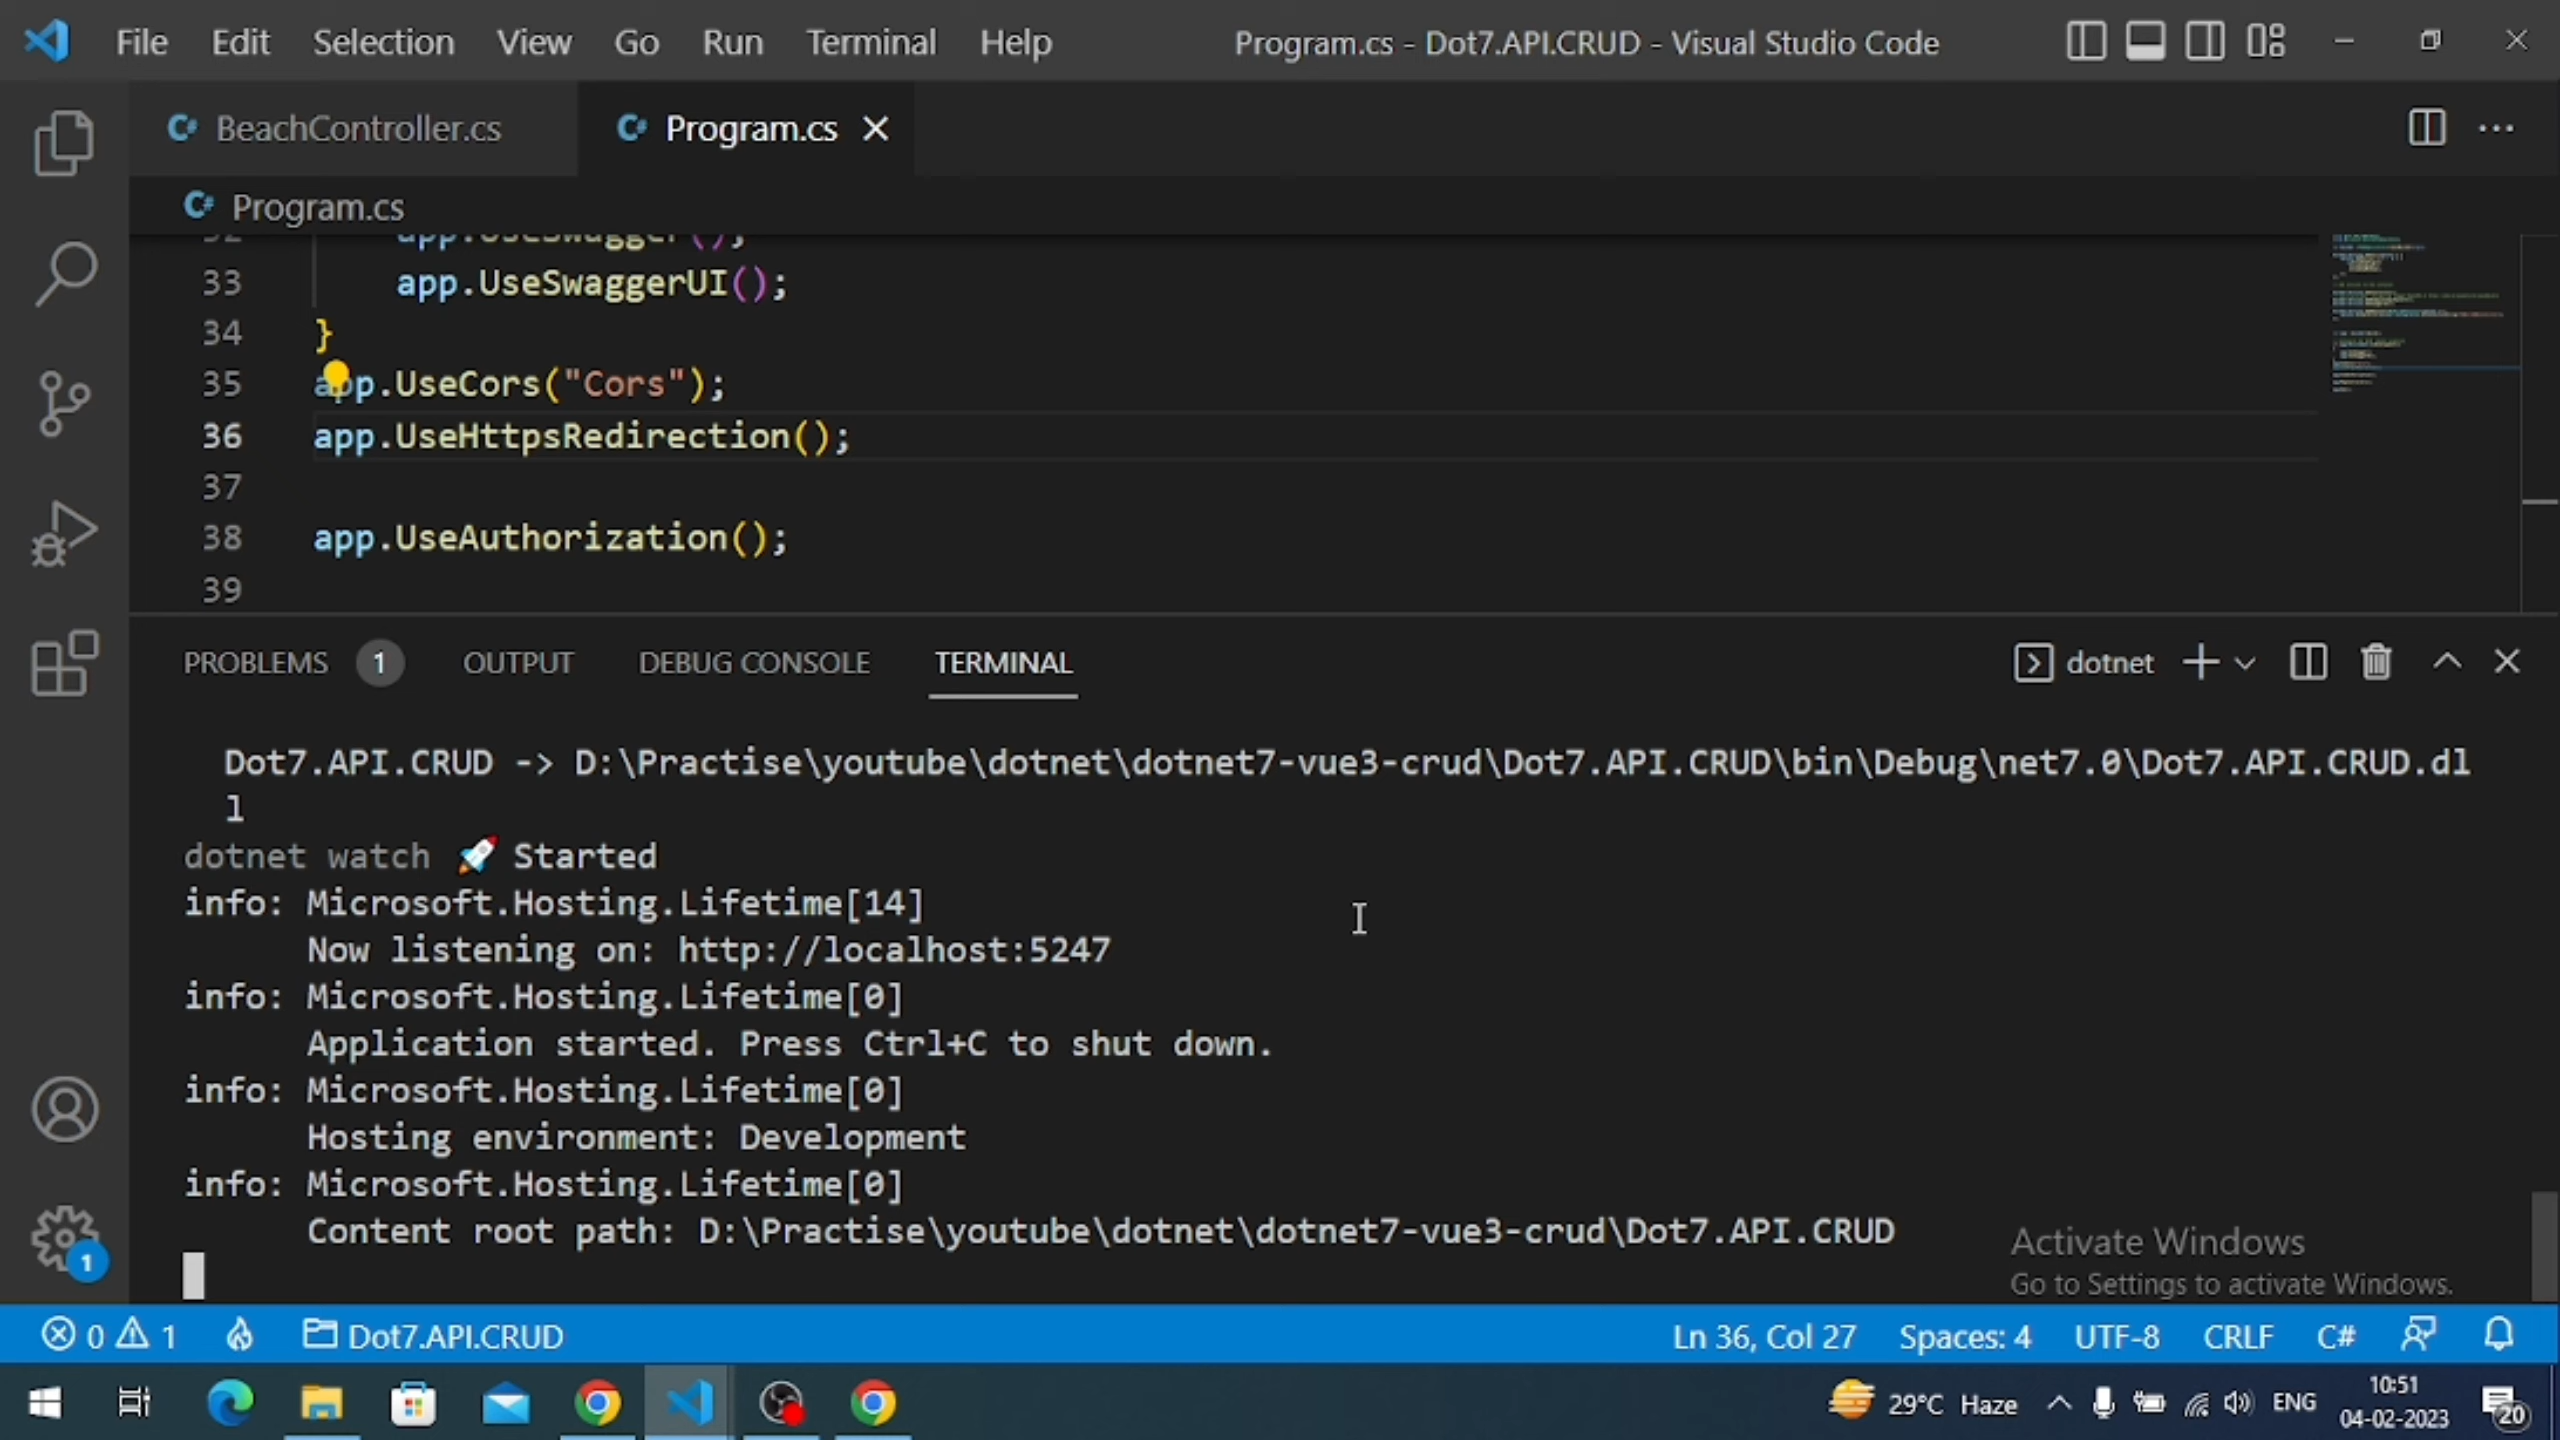 File Edit Selection View Go Run Terminal Help Program.cs - Dot7.API.CRUD - Visual Studio Code
BeachController.cs Program.cs
Program.cs
32 app.UseSwagger();
33 app.UseSwaggerUI();
34 }
35 app.UseCors("Cors");
36 app.UseHttpsRedirection();
37
38 app.UseAuthorization();
39
PROBLEMS 1 OUTPUT DEBUG CONSOLE TERMINAL dotnet
Dot7.API.CRUD -> D:\Practise\youtube\dotnet\dotnet7-vue3-crud\Dot7.API.CRUD\bin\Debug\net7.0\Dot7.API.CRUD.dl
l
dotnet watch 🚀 Started
info: Microsoft.Hosting.Lifetime[14]
Now listening on: http://localhost:5247
info: Microsoft.Hosting.Lifetime[0]
Application started. Press Ctrl+C to shut down.
info: Microsoft.Hosting.Lifetime[0]
Hosting environment: Development
info: Microsoft.Hosting.Lifetime[0]
Content root path: D:\Practise\youtube\dotnet\dotnet7-vue3-crud\Dot7.API.CRUD
Activate Windows
Go to Settings to activate Windows.
1
0 1 Dot7.API.CRUD Ln 36, Col 27 Spaces: 4 UTF-8 CRLF C#
29°C Haze ENG 10:51
04-02-2023 20